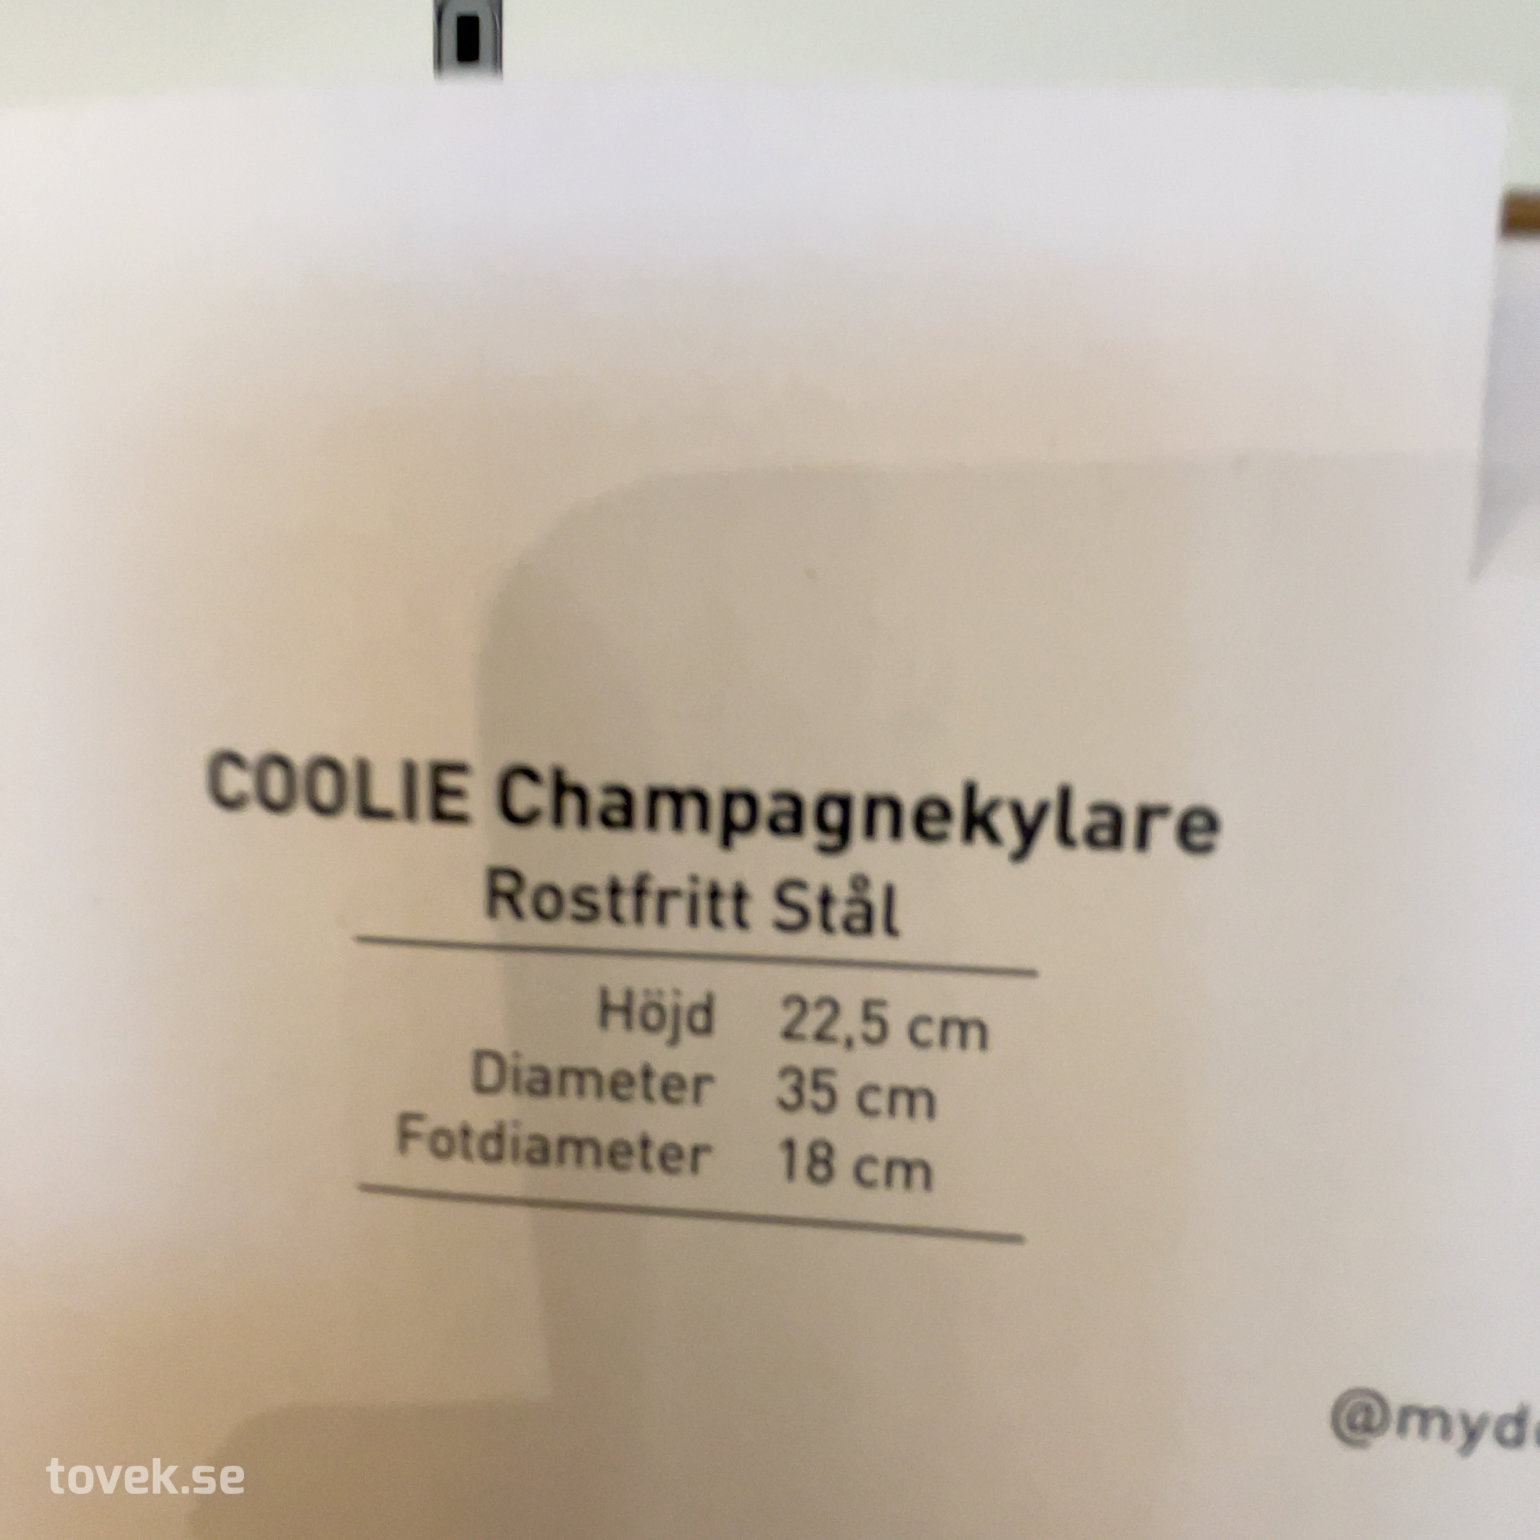 COOLIE Champagnekylare
Rostfritt Stål
Höjd 22,5 cm
Diameter 35 cm
Fotdiameter 18 cm
tovek.se